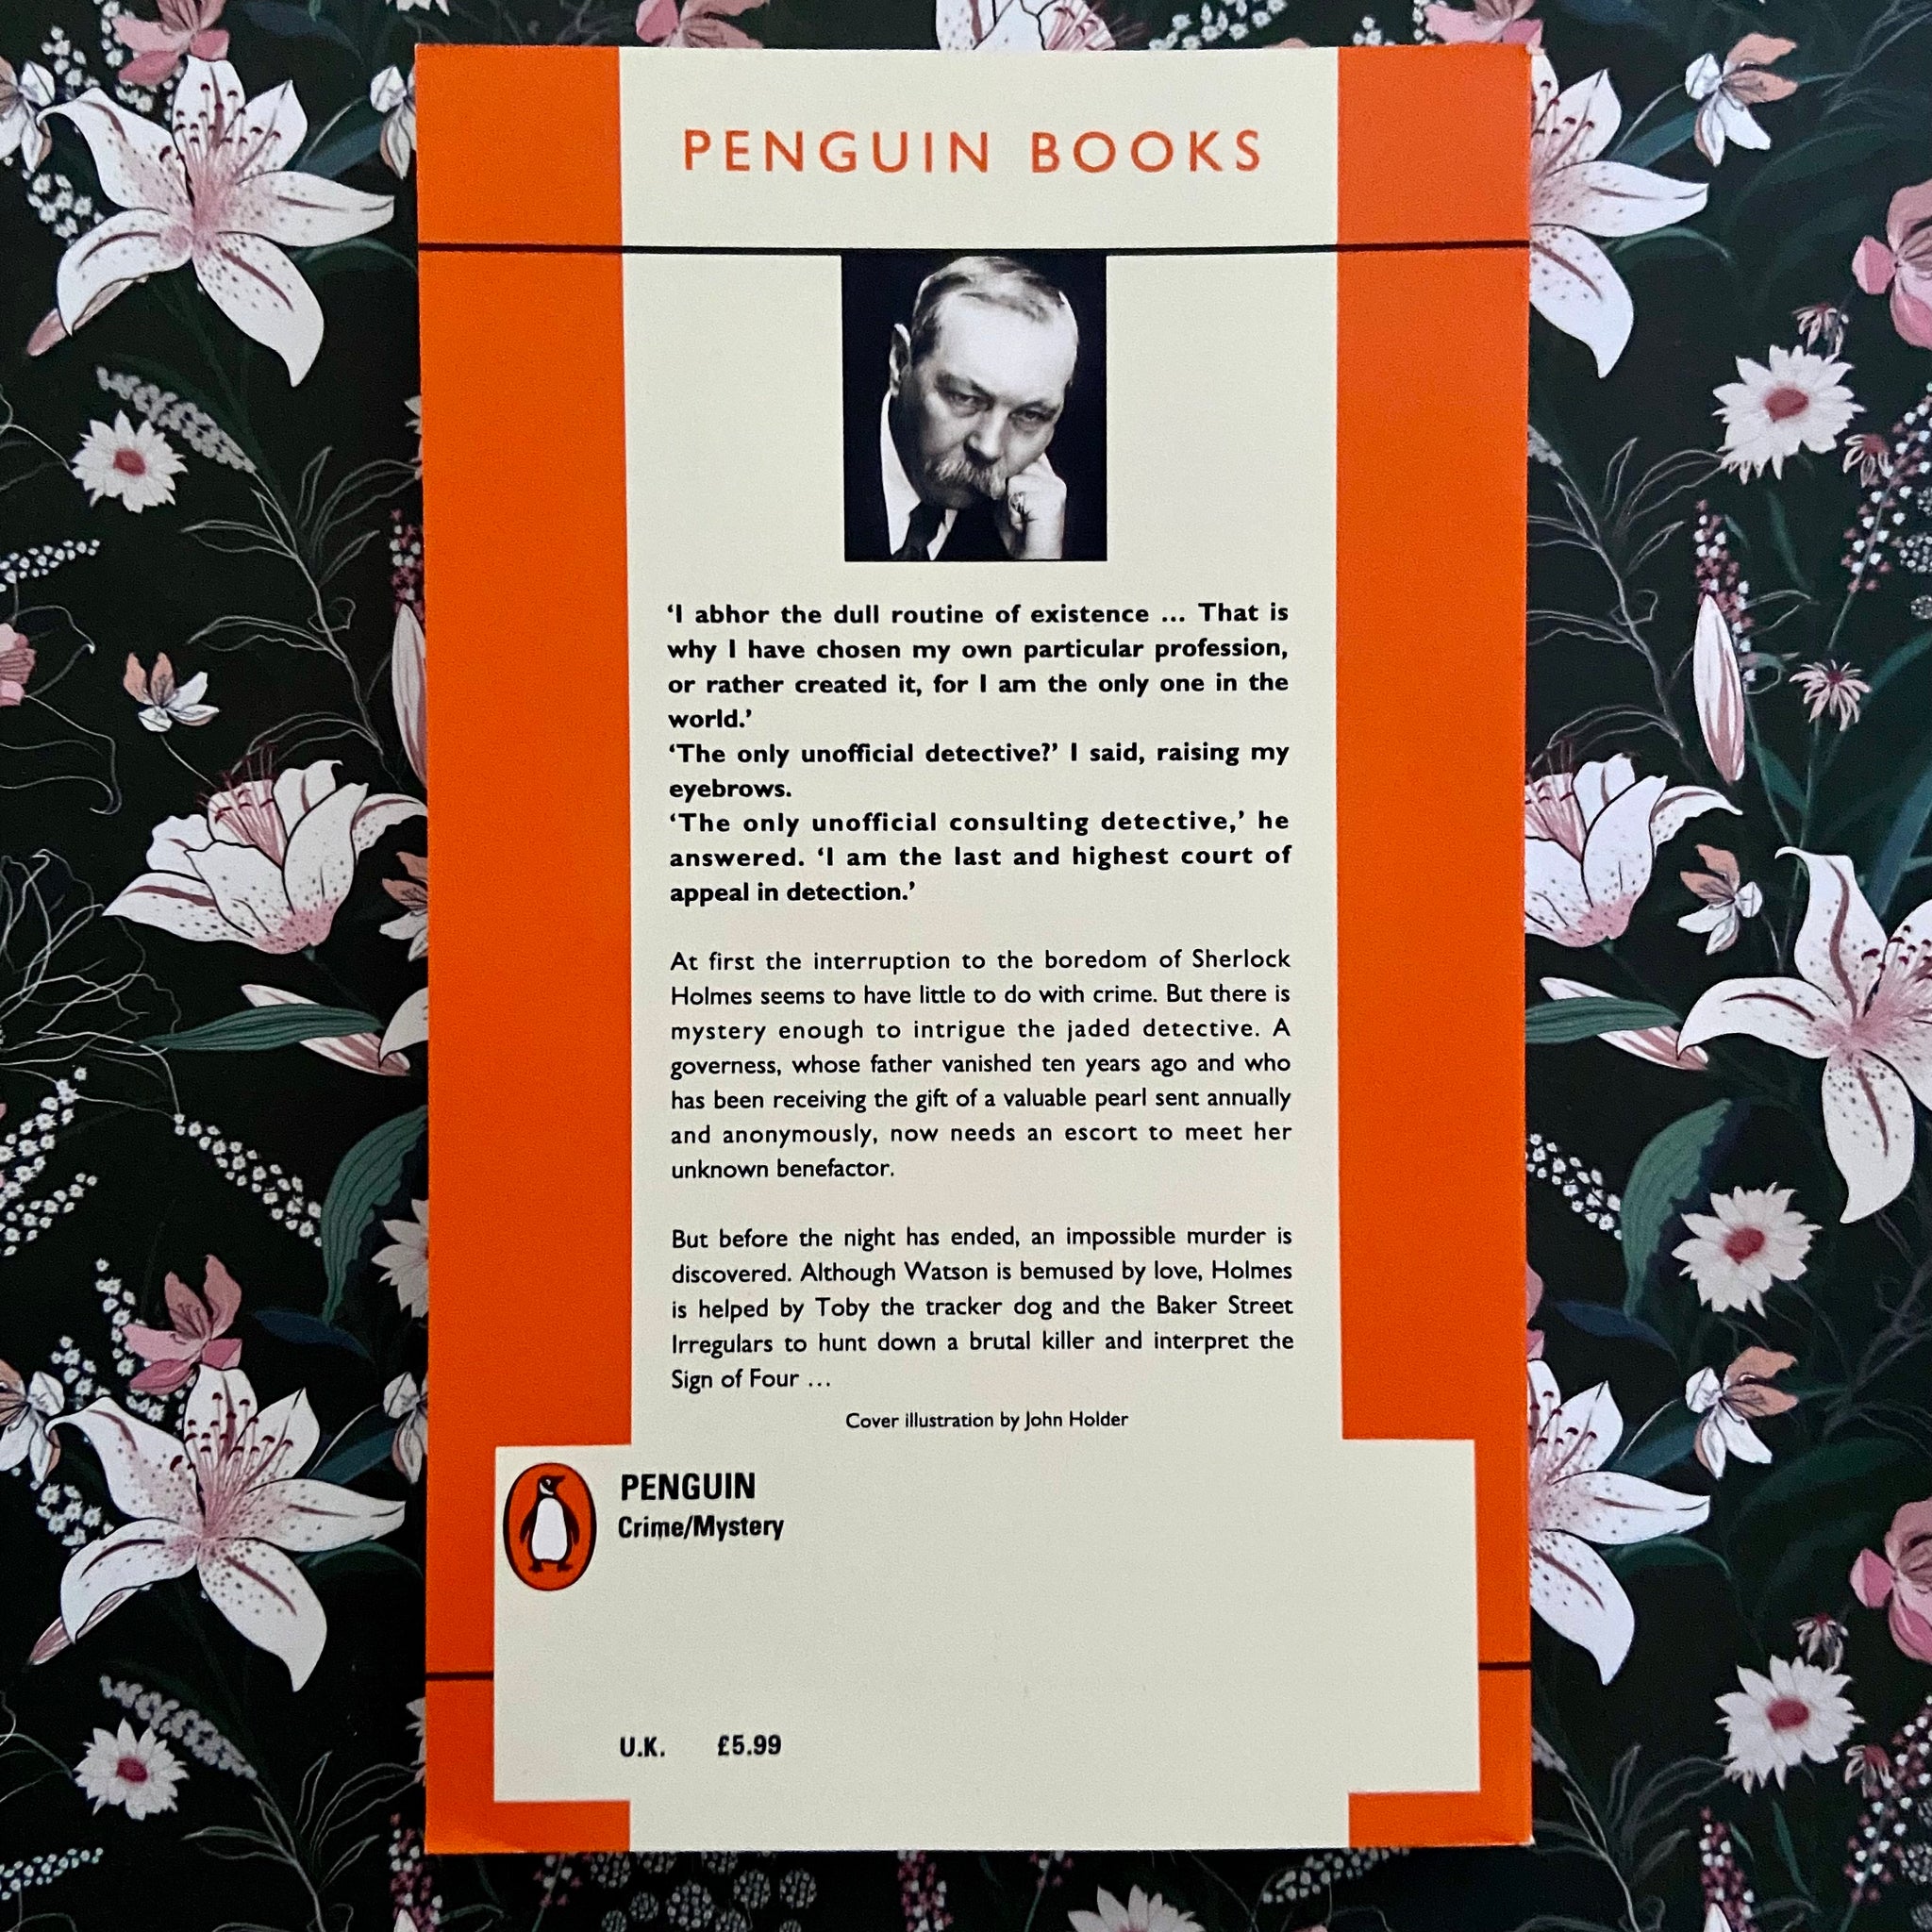 PENGUIN BOOKS
‘I abhor the dull routine of existence ... That is
why I have chosen my own particular profession,
or rather created it, for I am the only one in the
world.’
‘The only unofficial detective?’ I said, raising my
eyebrows.
‘The only unofficial consulting detective,’ he
answered. ‘I am the last and highest court of
appeal in detection.’
At first the interruption to the boredom of Sherlock
Holmes seems to have little to do with crime. But there is
mystery enough to intrigue the jaded detective. A
governess, whose father vanished ten years ago and who
has been receiving the gift of a valuable pearl sent annually
and anonymously, now needs an escort to meet her
unknown benefactor.
But before the night has ended, an impossible murder is
discovered. Although Watson is bemused by love, Holmes
is helped by Toby the tracker dog and the Baker Street
Irregulars to hunt down a brutal killer and interpret the
Sign of Four ...
Cover illustration by John Holder
PENGUIN
Crime/Mystery
U.K. £5.99